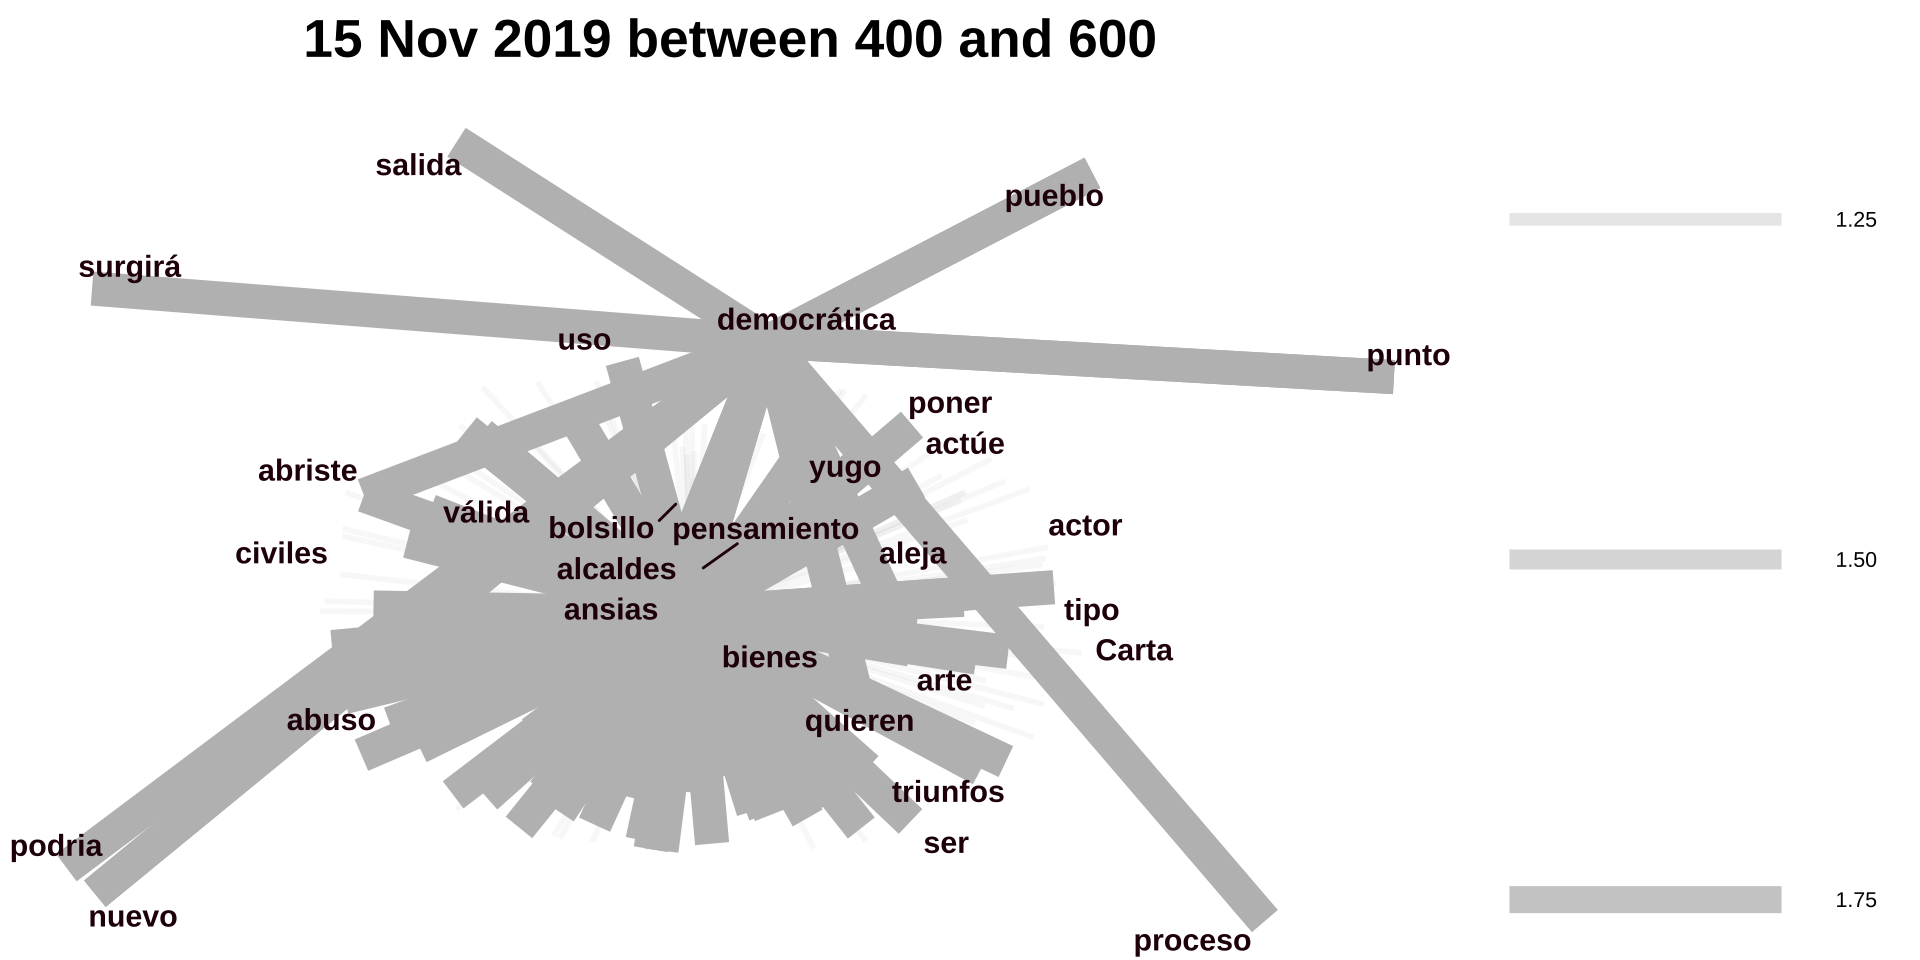 15 Nov 2019 between 400 and 600
salida
pueblo
1.25
surgirá
democrática
uso
punto
poner
actúe
yugo
abriste
válida
bolsillo
pensamiento
actor
civiles
aleja
1.50
alcaldes
ansias
tipo
Carta
bienes
arte
abuso
quieren
triunfos
podria
ser
1.75
nuevo
proceso